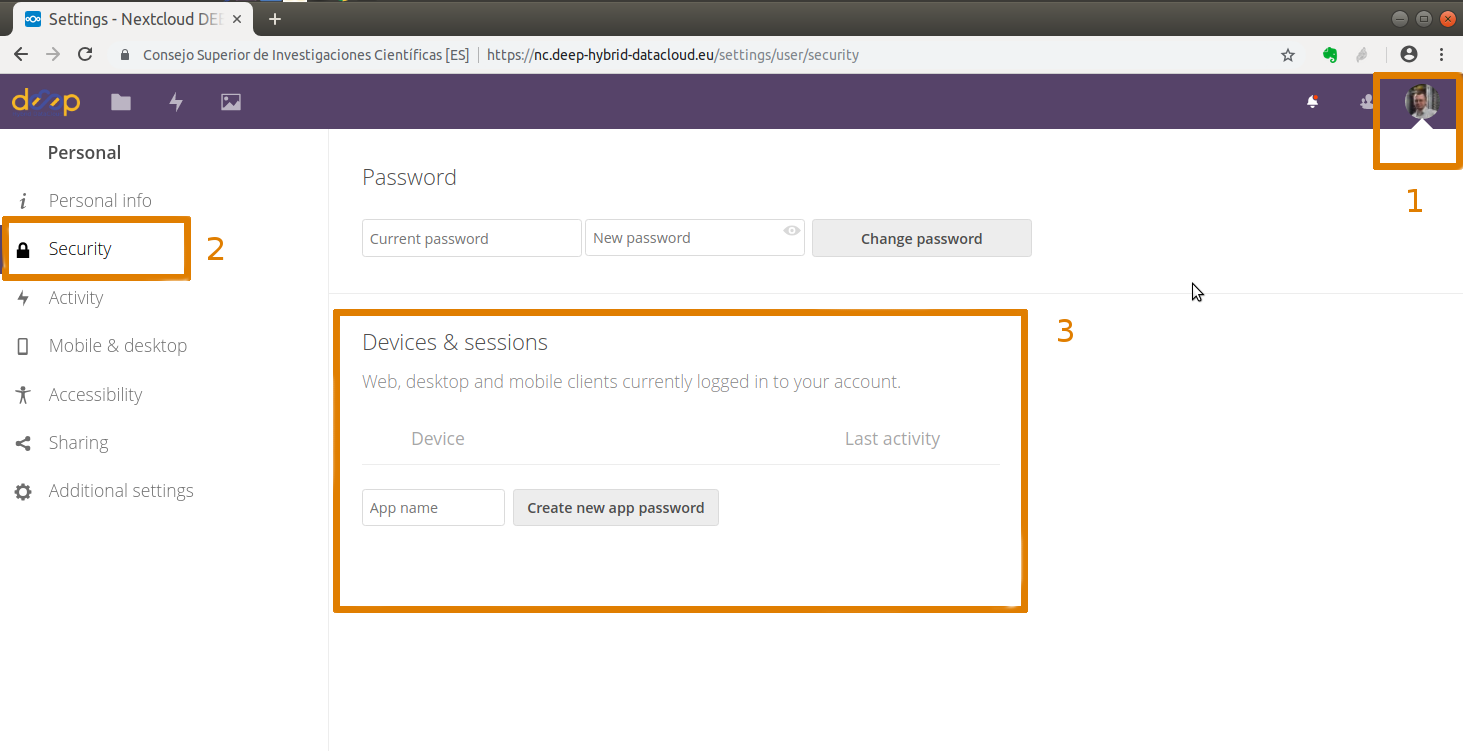 Settings - Nextcloud DEE
Consejo Superior de Investigaciones Científicas [ES] https://nc.deep-hybrid-datacloud.eu/settings/user/security
deep
Personal
Personal info
Security
Activity
Mobile & desktop
Accessibility
Sharing
Additional settings
1
2
Password
Current password
New password
Change password
3
Devices & sessions
Web, desktop and mobile clients currently logged in to your account.
Device Last activity
App name
Create new app password